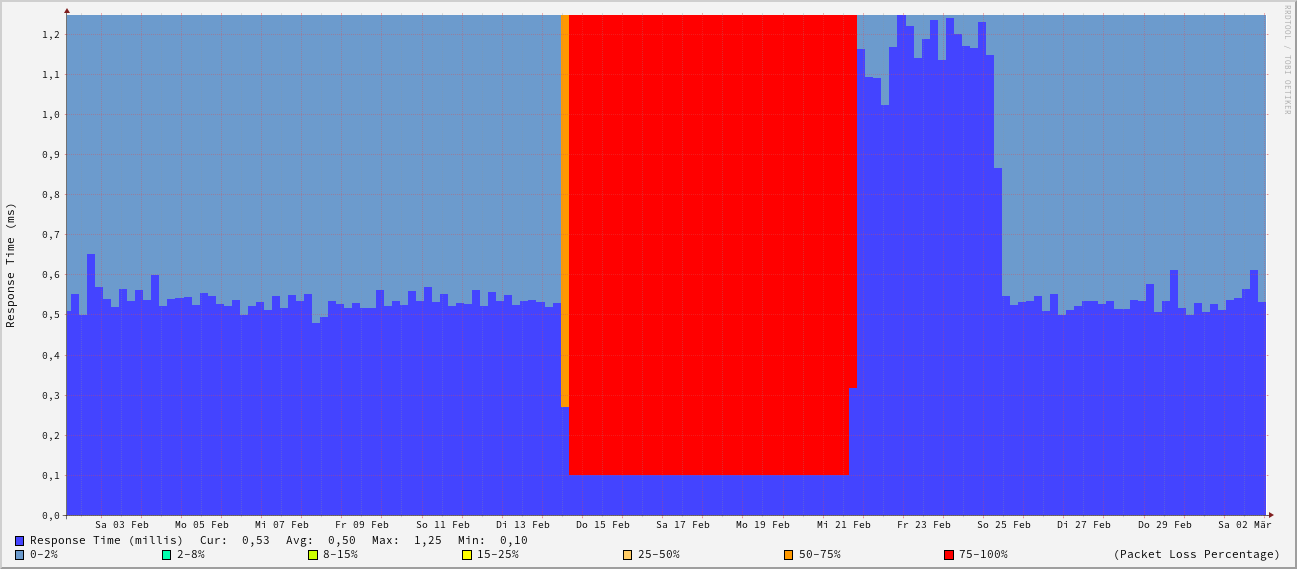 RRDTOOL / TOBI OETIKER
Response Time (ms)
1,2
1,1
1,0
0,9
0,8
0,7
0,6
0,5
0,4
0,3
0,2
0,1
0,0
Sa 03 Feb Mo 05 Feb Mi 07 Feb Fr 09 Feb So 11 Feb Di 13 Feb Do 15 Feb Sa 17 Feb Mo 19 Feb Mi 21 Feb Fr 23 Feb So 25 Feb Di 27 Feb Do 29 Feb Sa 02 Mär
Response Time (millis) Cur: 0,53 Avg: 0,50 Max: 1,25 Min: 0,10
0-2% 2-8% 8-15% 15-25% 25-50% 50-75% 75-100% (Packet Loss Percentage)